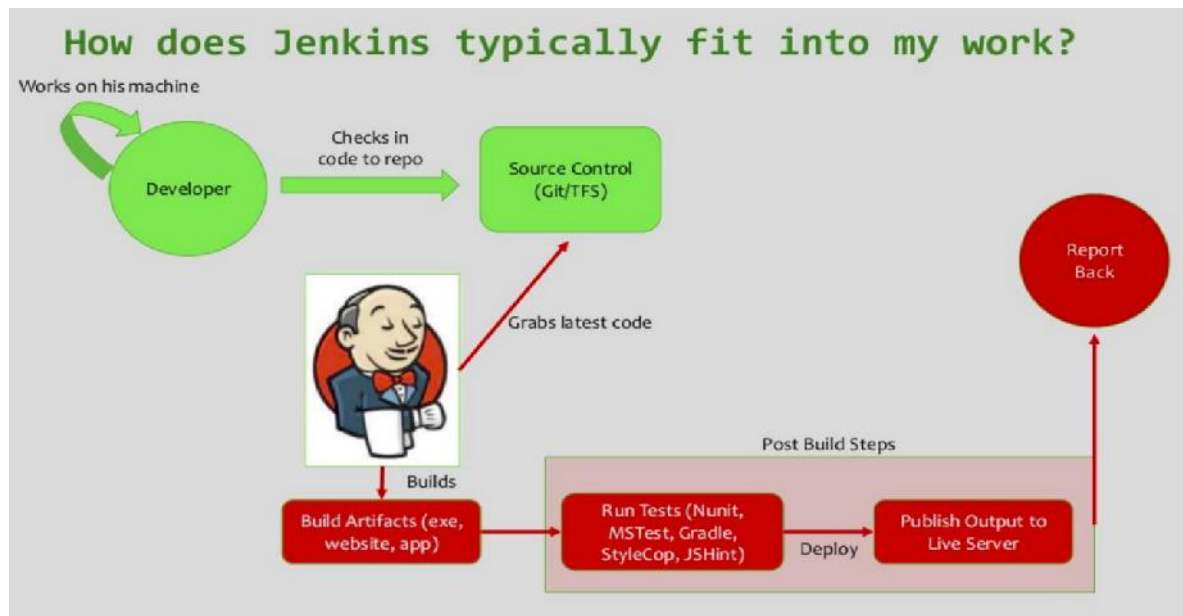 How does Jenkins typically fit into my work?
Works on his machine
Developer
Checks in
code to repo
Source Control
(Git/TFS)
Report
Back
Grabs latest code
Post Build Steps
Builds
Build Artifacts (exe,
website, app)
Run Tests (Nunit,
MSTest, Gradle,
StyleCop, JSHint)
Deploy
Publish Output to
Live Server